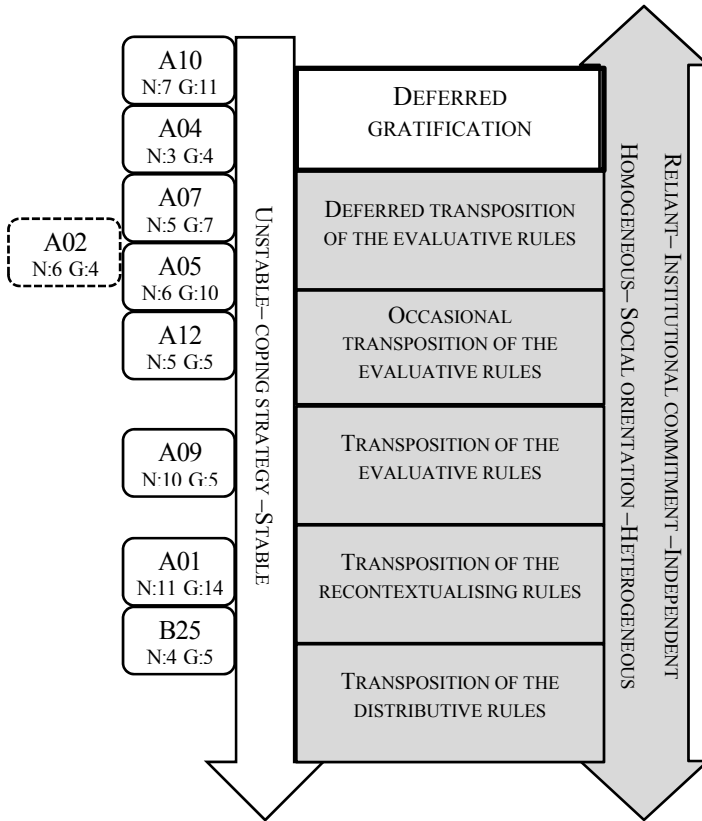 A10
N:7 G:11
A04
N:3 G:4
A07
N:5 G:7
A02
N:6 G:4
A05
N:6 G:10
A12
N:5 G:5
A09
N:10 G:5
A01
N:11 G:14
B25
N:4 G:5
UNSTABLE– COPING STRATEGY –STABLE
DEFERRED
GRATIFICATION
DEFERRED TRANSPOSITION
OF THE EVALUATIVE RULES
OCCASIONAL
TRANSPOSITION OF THE
EVALUATIVE RULES
TRANSPOSITION OF THE
EVALUATIVE RULES
TRANSPOSITION OF THE
RECONTEXTUALISING RULES
TRANSPOSITION OF THE
DISTRIBUTIVE RULES
RELIANT– INSTITUTIONAL COMMITMENT –INDEPENDENT
HOMOGENEOUS– SOCIAL ORIENTATION –HETEROGENEOUS